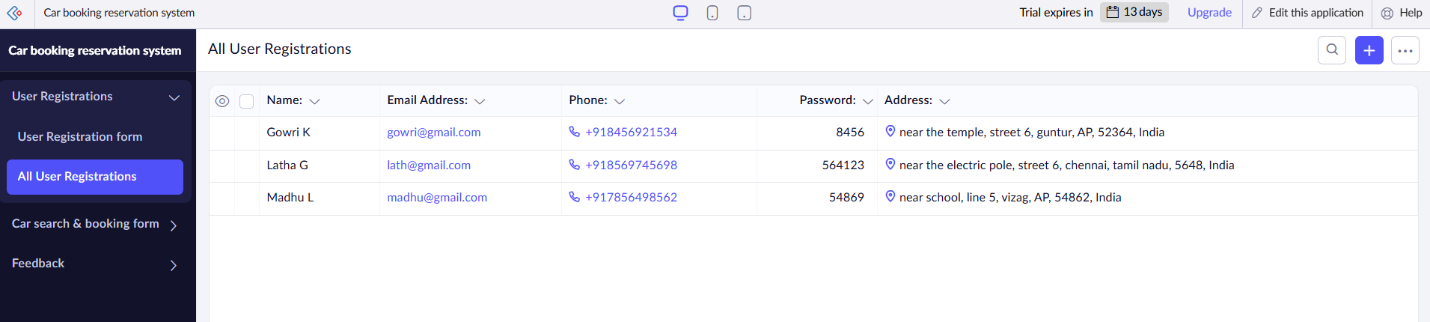 Car booking reservation system
Trial expires in 13 days Upgrade Edit this application Help
Car booking reservation system
All User Registrations
User Registrations
User Registration form
All User Registrations
Car search & booking form
Feedback
Name: Email Address: Phone: Password: Address:
Gowri K gowri@gmail.com +918456921534 8456 near the temple, street 6, guntur, AP, 52364, India
Latha G lath@gmail.com +918569745698 564123 near the electric pole, street 6, chennai, tamil nadu, 5648, India
Madhu L madhu@gmail.com +917856498562 54869 near school, line 5, vizag, AP, 54862, India